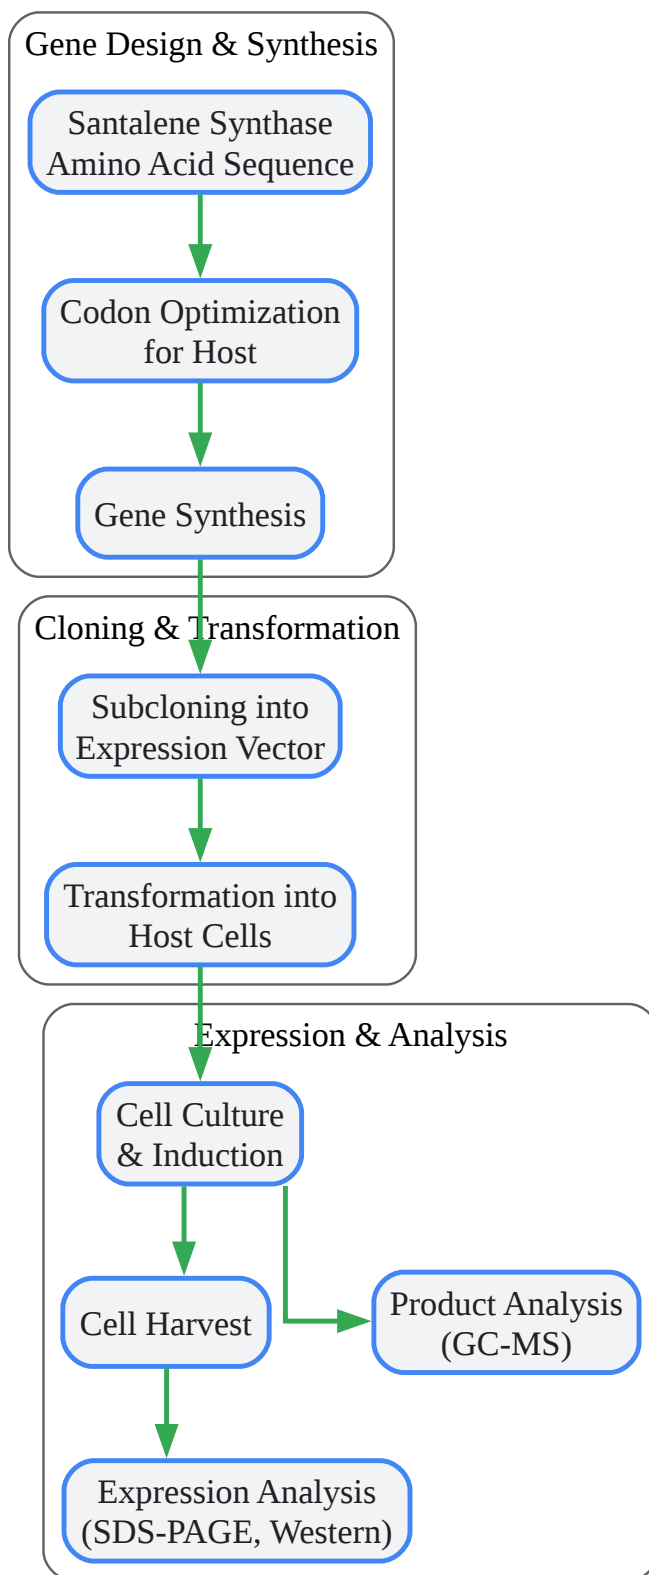 Gene Design & Synthesis
Santalene Synthase
Amino Acid Sequence
Codon Optimization
for Host
Gene Synthesis
Cloning & Transformation
Subcloning into
Expression Vector
Transformation into
Host Cells
Expression & Analysis
Cell Culture
& Induction
Cell Harvest
Product Analysis
(GC-MS)
Expression Analysis
(SDS-PAGE, Western)